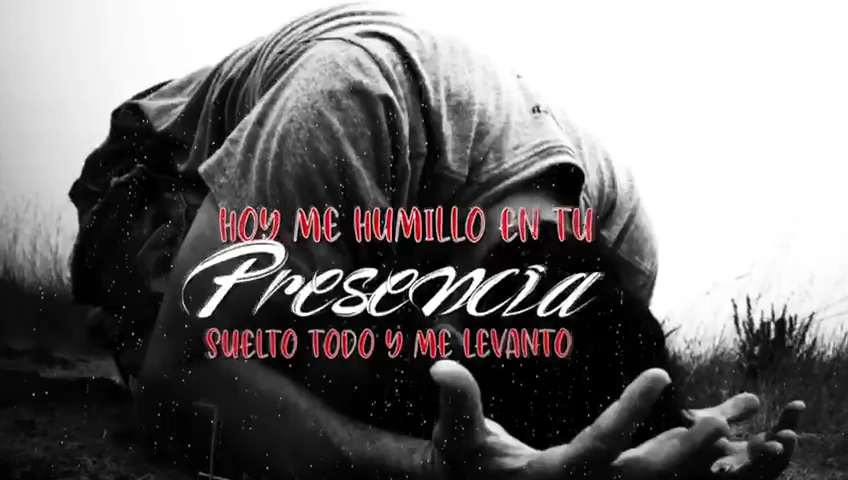 HOY ME HUMILLO EN TU
Presencia
SUELTO TODO Y ME LEVANTO